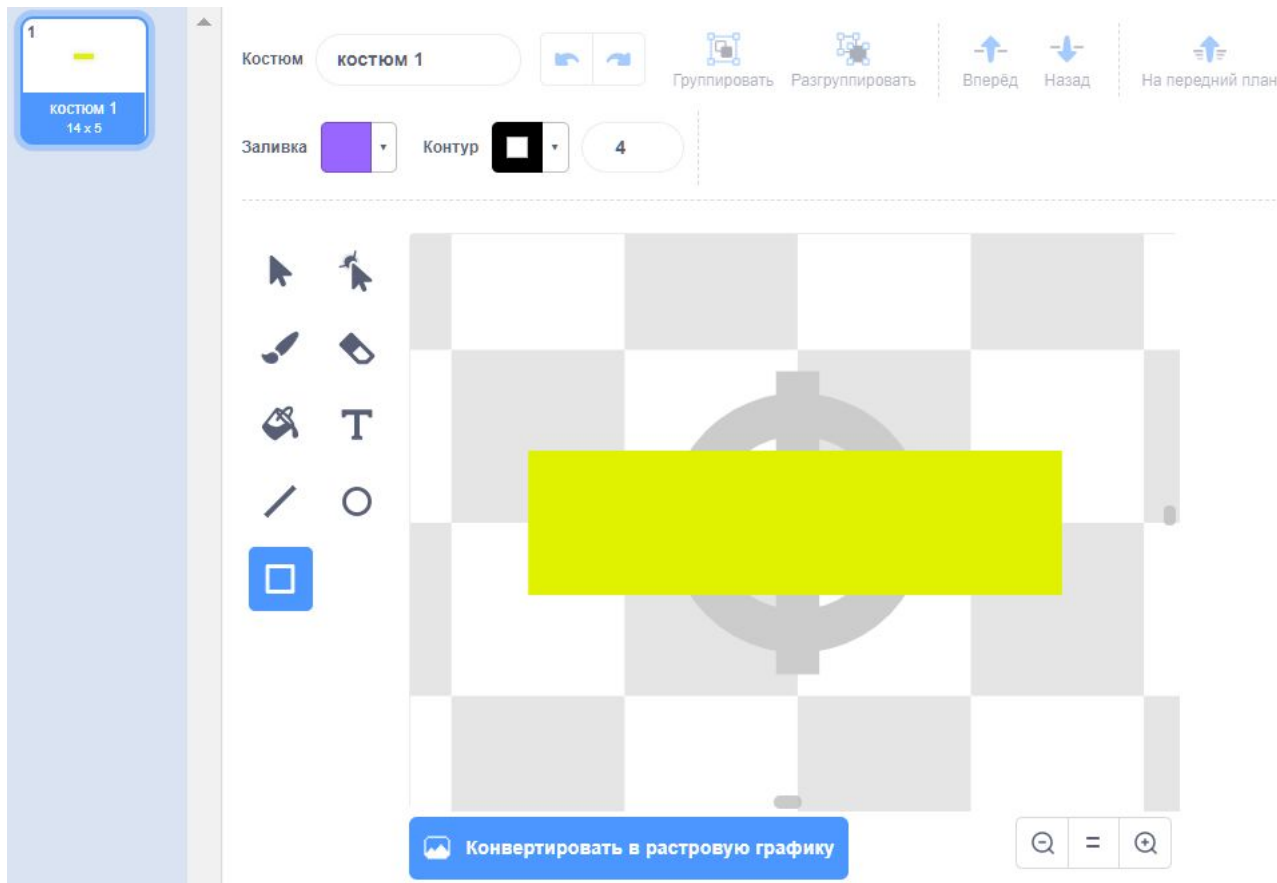 1
костюм 1
14 x 5
Костюм
костюм 1
Группировать
Разгруппировать
Вперёд
Назад
На передний план
Заливка
Контур
4
T
Конвертировать в растровую графику